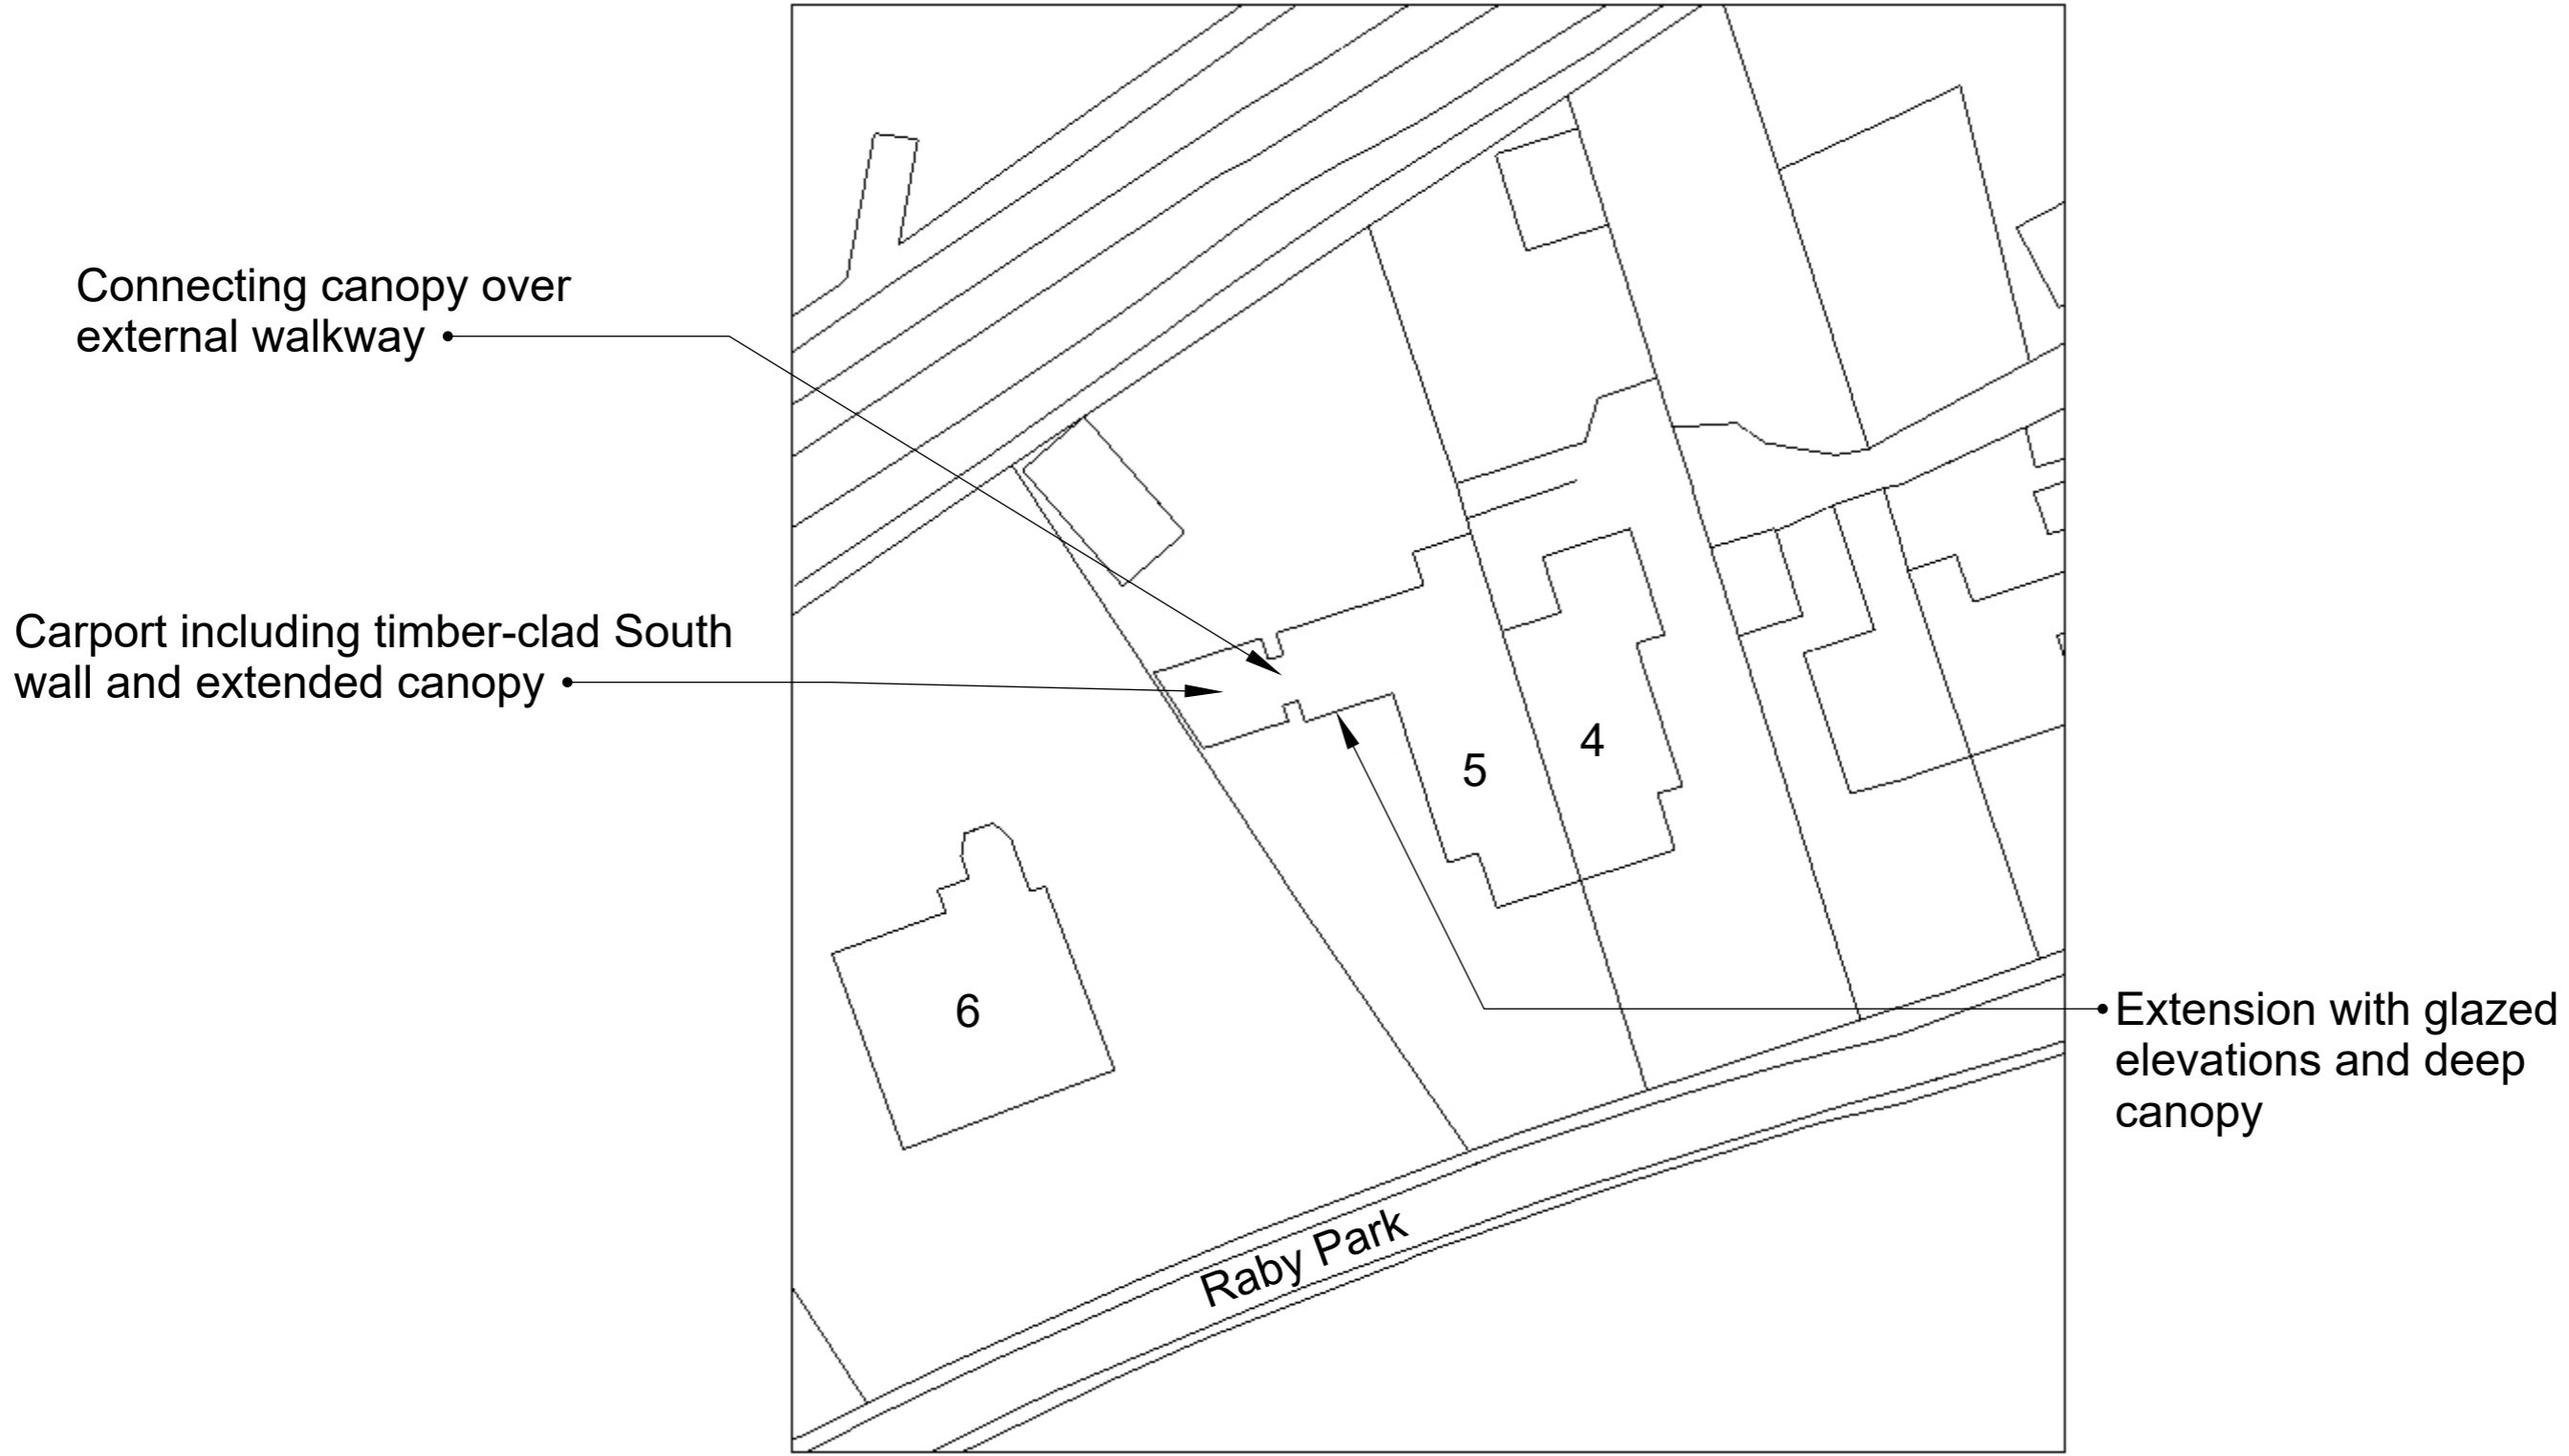 Connecting canopy over
external walkway
Carport including timber-clad South
wall and extended canopy
5
4
6
Extension with glazed
elevations and deep
canopy
Raby Park